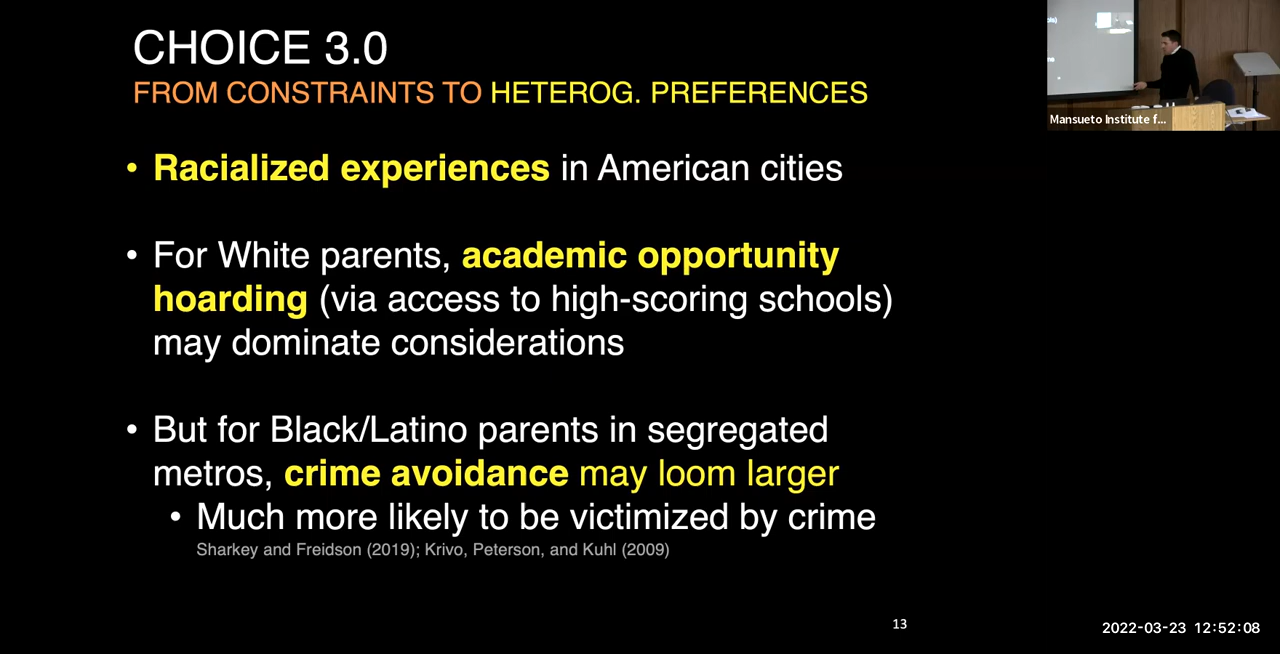 CHOICE 3.0
FROM CONSTRAINTS TO HETEROG. PREFERENCES
• Racialized experiences in American cities
• For White parents, academic opportunity
hoarding (via access to high-scoring schools)
may dominate considerations
• But for Black/Latino parents in segregated
metros, crime avoidance may loom larger
• Much more likely to be victimized by crime
Sharkey and Freidson (2019); Krivo, Peterson, and Kuhl (2009)
13
Mansueto Institute f...
2022-03-23 12:52:08